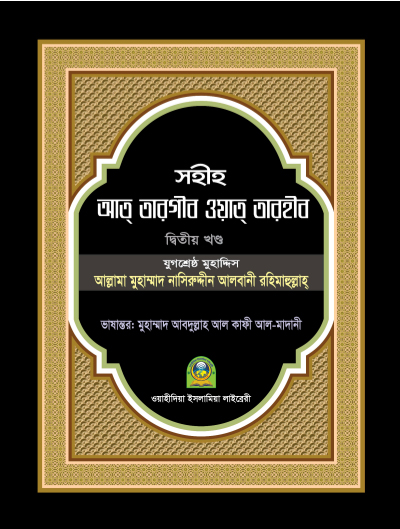 সহীহ
আত্ তারগীব ওয়াত্ তারহীব
দ্বিতীয় খণ্ড
যুগশ্রেষ্ঠ মুহাদ্দিস
আল্লামা মুহাম্মাদ নাসিরুদ্দীন আলবানী রহিমাহুল্লাহ্
ভাষান্তর: মুহাম্মাদ আবদুল্লাহ আল কাফী আল-মাদানী
ওয়াহীদিয়া ইসলামিয়া লাইব্রেরী